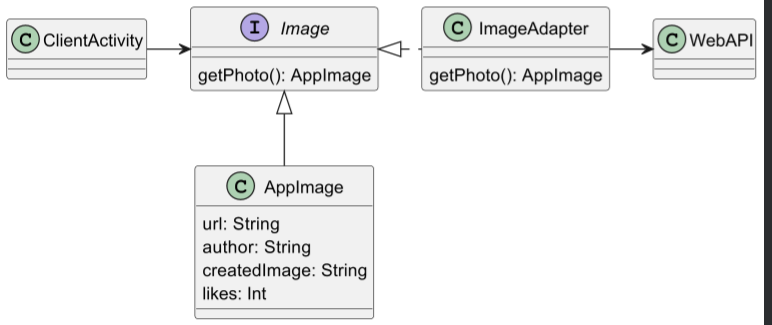 C ClientActivity
I Image
getPhoto(): AppImage
C ImageAdapter
getPhoto(): AppImage
C WebAPI
C AppImage
url: String
author: String
createdImage: String
likes: Int